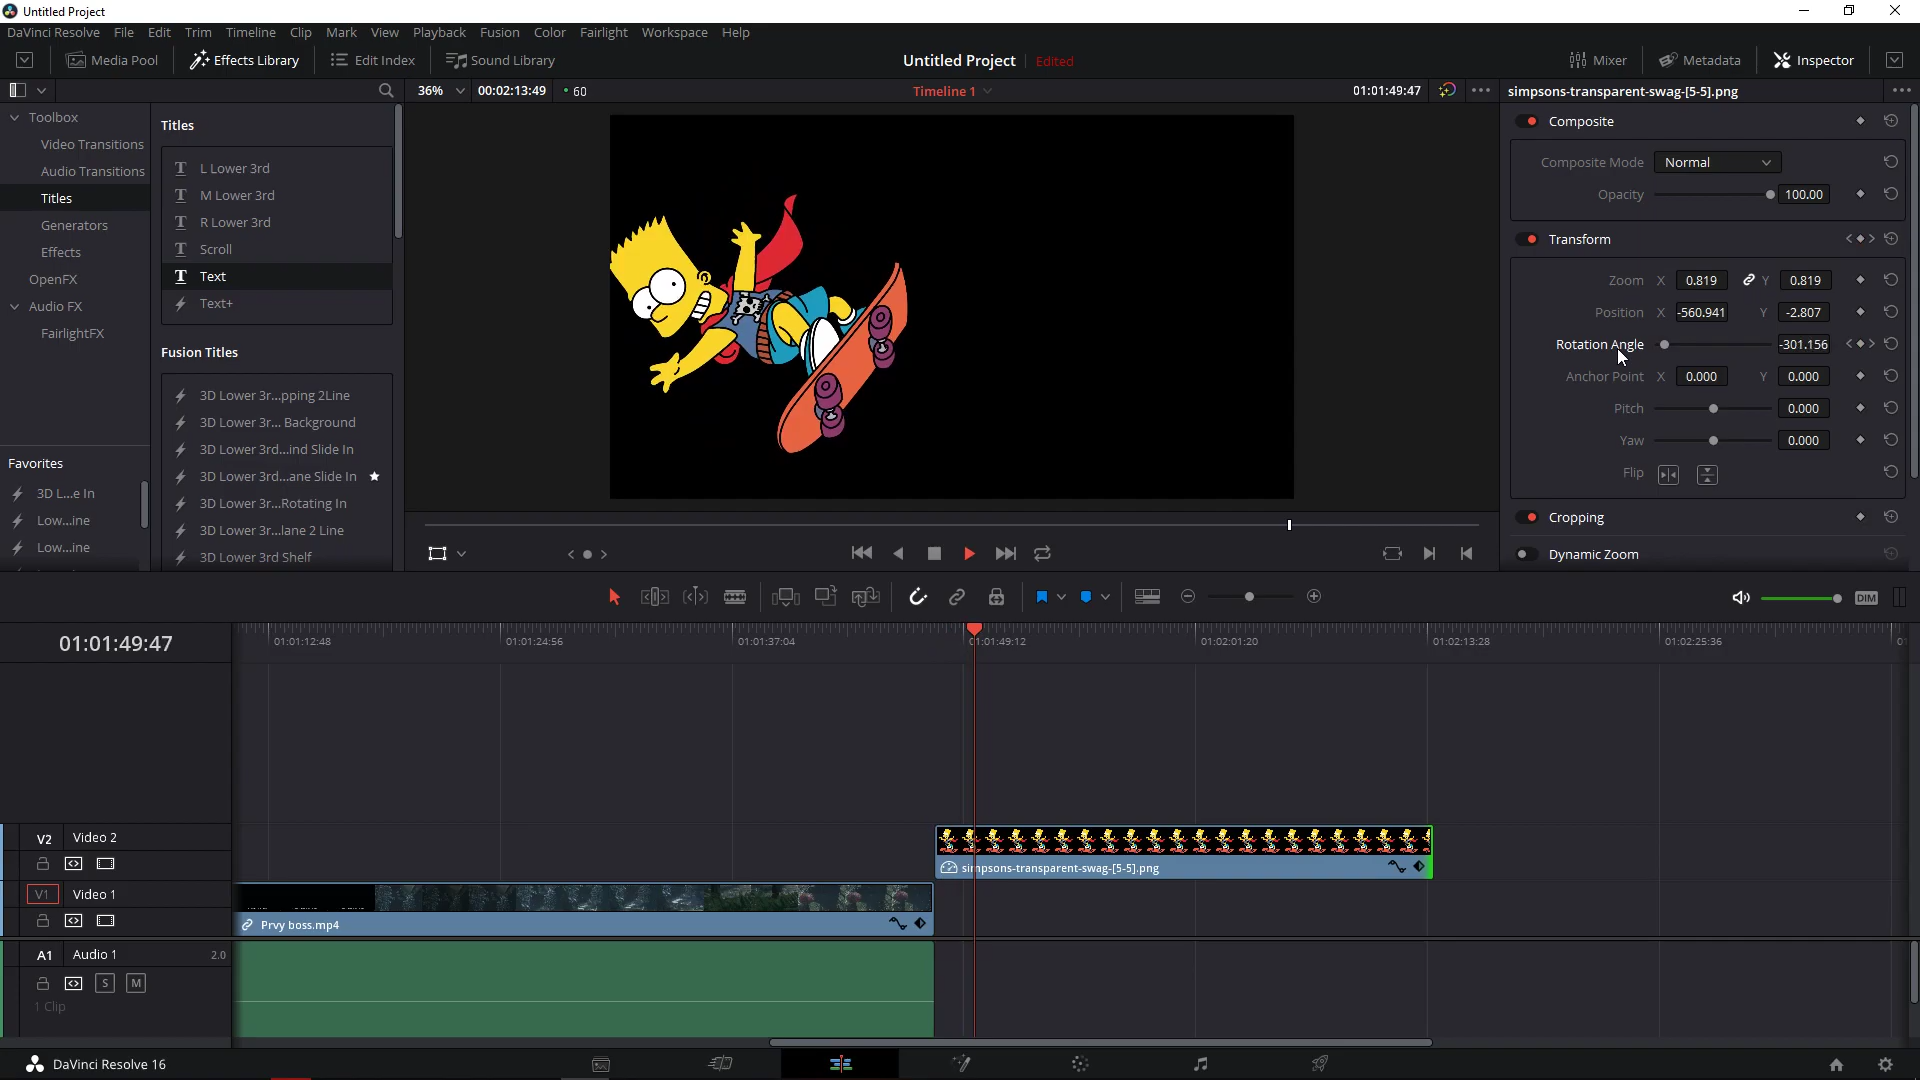 Untitled Project
DaVinci Resolve File Edit Trim Timeline Clip Mark View Playback Fusion Color Fairlight Workspace Help
Media Pool Effects Library Edit Index Sound Library Untitled Project Edited Mixer Metadata Inspector
36% 00:02:13:49 60 Timeline 1 01:01:49:47 simpsons-transparent-swag-[5-5].png
Toolbox
Video Transitions
Audio Transitions
Titles
Generators
Effects
OpenFX
Audio FX
FairlightFX
Favorites
3D L...e In
Low...ine
Low...ine
Titles
L Lower 3rd
M Lower 3rd
R Lower 3rd
Scroll
Text
Text+
Fusion Titles
3D Lower 3r...pping 2Line
3D Lower 3r... Background
3D Lower 3rd...ind Slide In
3D Lower 3rd...ane Slide In
3D Lower 3r...Rotating In
3D Lower 3r...lane 2 Line
3D Lower 3rd Shelf
Composite
Composite Mode Normal
Opacity 100.00
Transform
Zoom X 0.819 Y 0.819
Position X -560.941 Y -2.807
Rotation Angle -301.156
Anchor Point X 0.000 Y 0.000
Pitch 0.000
Yaw 0.000
Flip
Cropping
Dynamic Zoom
DIM
01:01:49:47 01:01:12:48 01:01:24:56 01:01:37:04 01:01:49:12 01:02:01:20 01:02:13:28 01:02:25:36
V2 Video 2
simpsons-transparent-swag-[5-5].png
V1 Video 1
Prvy boss.mp4
A1 Audio 1 2.0
S M
1 Clip
DaVinci Resolve 16